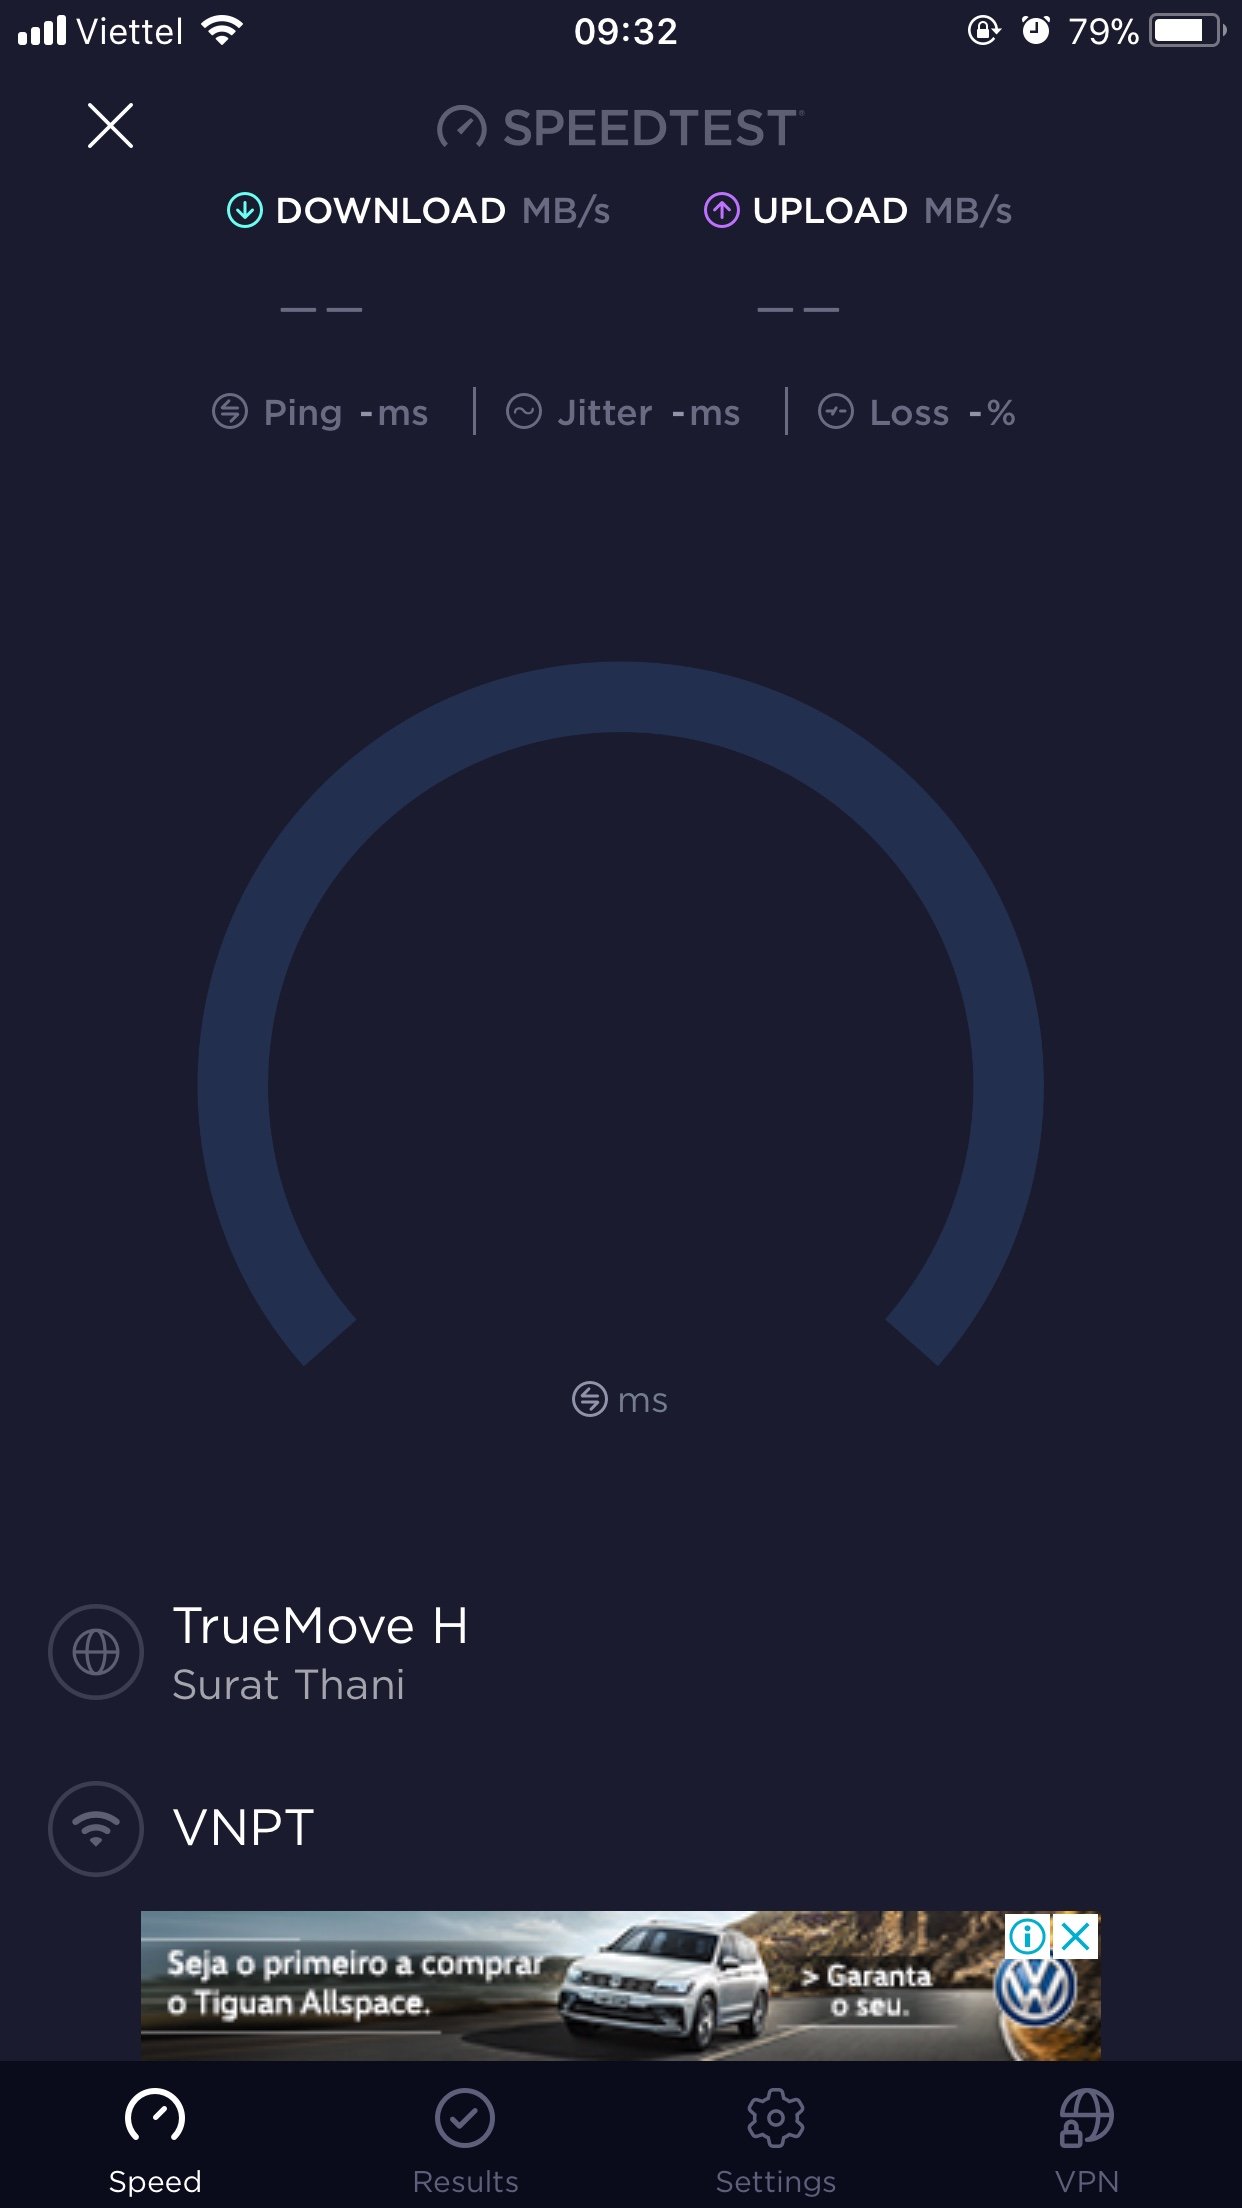 Viettel 09:32 79%
SPEEDTEST
DOWNLOAD MB/s UPLOAD MB/s
— — — —
Ping -ms | Jitter -ms | Loss -%
ms
TrueMove H
Surat Thani
VNPT
Seja o primeiro a comprar
o Tiguan Allspace.
> Garanta
o seu.
Speed Results Settings VPN